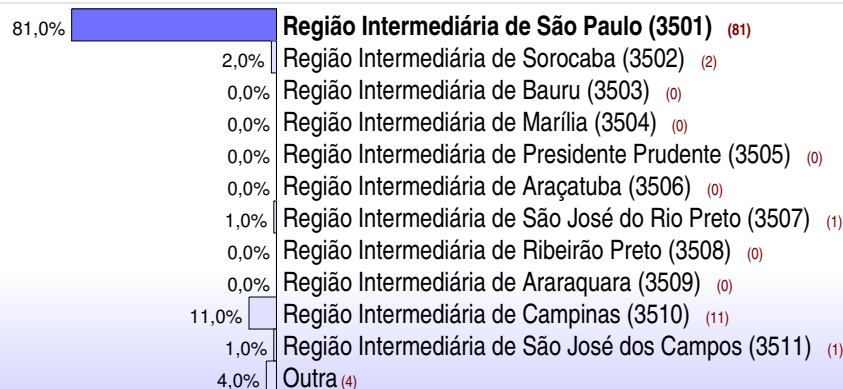 81,0% Região Intermediária de São Paulo (3501) (81)
2,0% Região Intermediária de Sorocaba (3502) (2)
0,0% Região Intermediária de Bauru (3503) (0)
0,0% Região Intermediária de Marília (3504) (0)
0,0% Região Intermediária de Presidente Prudente (3505) (0)
0,0% Região Intermediária de Araçatuba (3506) (0)
1,0% Região Intermediária de São José do Rio Preto (3507) (1)
0,0% Região Intermediária de Ribeirão Preto (3508) (0)
0,0% Região Intermediária de Araraquara (3509) (0)
11,0% Região Intermediária de Campinas (3510) (11)
1,0% Região Intermediária de São José dos Campos (3511) (1)
4,0% Outra (4)